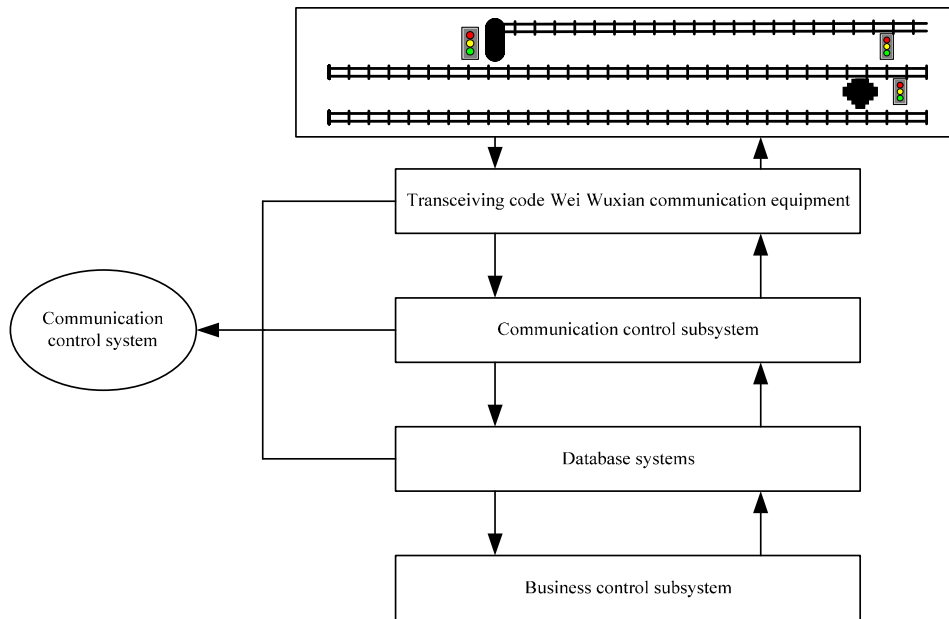 Transceiving code Wei Wuxian communication equipment
Communication
control system
Communication control subsystem
Database systems
Business control subsystem